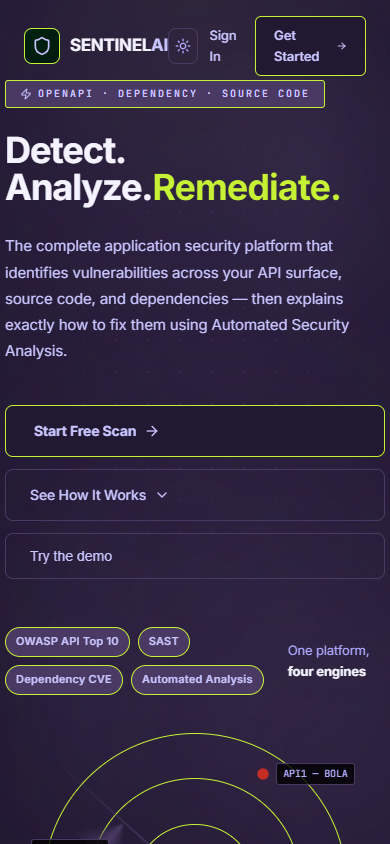 SENTINELAI
Sign
In
Get
Started
OPENAPI · DEPENDENCY · SOURCE CODE
Detect.
Analyze.Remediate.
The complete application security platform that
identifies vulnerabilities across your API surface,
source code, and dependencies — then explains
exactly how to fix them using Automated Security
Analysis.
Start Free Scan
See How It Works
Try the demo
OWASP API Top 10
SAST
Dependency CVE
Automated Analysis
One platform,
four engines
API1 — BOLA